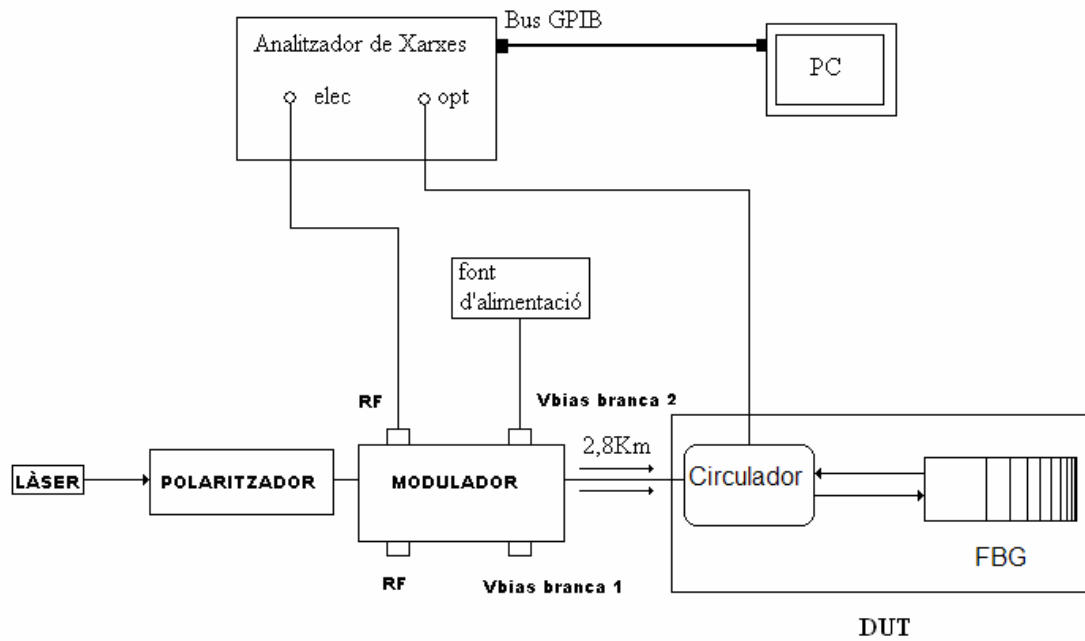 Bus GPIB
Analitzador de Xarxes
PC
elec
opt
font
d'alimentació
RF
Vbias branca 2
2,8Km
LÀSER
POLARITZADOR
MODULADOR
Circulador
FBG
RF
Vbias branca 1
DUT